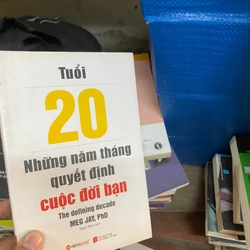 Tuổi
20
Những năm tháng
quyết định
cuộc đời bạn
The defining decade
MEG JAY, PhD